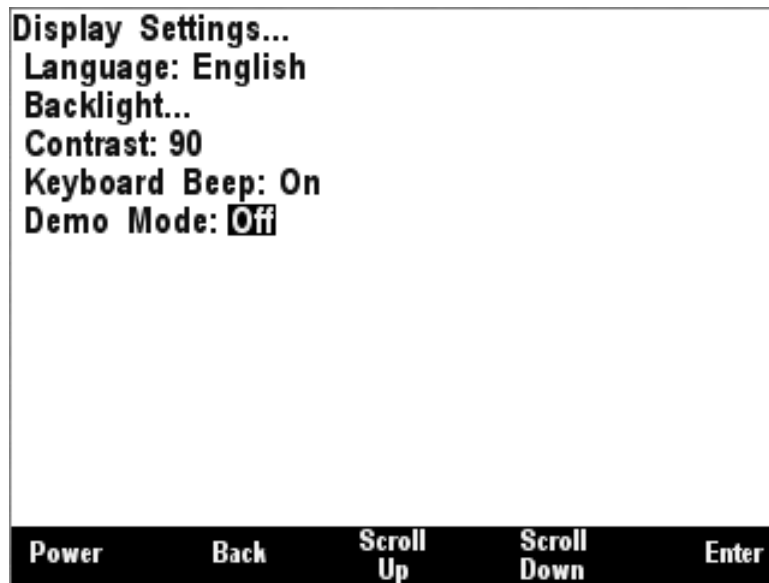 Display Settings...
Language: English
Backlight...
Contrast: 90
Keyboard Beep: On
Demo Mode: Off
Power Back Scroll Up Scroll Down Enter